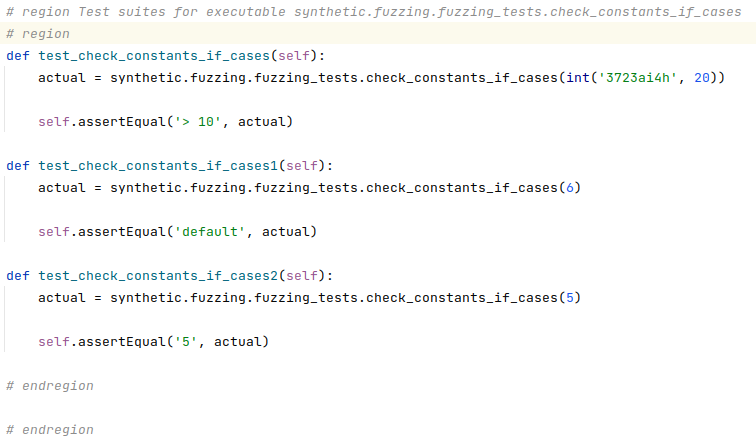 # region Test suites for executable synthetic.fuzzing.fuzzing_tests.check_constants_if_cases
# region
def test_check_constants_if_cases(self):
    actual = synthetic.fuzzing.fuzzing_tests.check_constants_if_cases(int('3723ai4h', 20))
    self.assertEqual('> 10', actual)
def test_check_constants_if_cases1(self):
    actual = synthetic.fuzzing.fuzzing_tests.check_constants_if_cases(6)
    self.assertEqual('default', actual)
def test_check_constants_if_cases2(self):
    actual = synthetic.fuzzing.fuzzing_tests.check_constants_if_cases(5)
    self.assertEqual('5', actual)
# endregion
# endregion